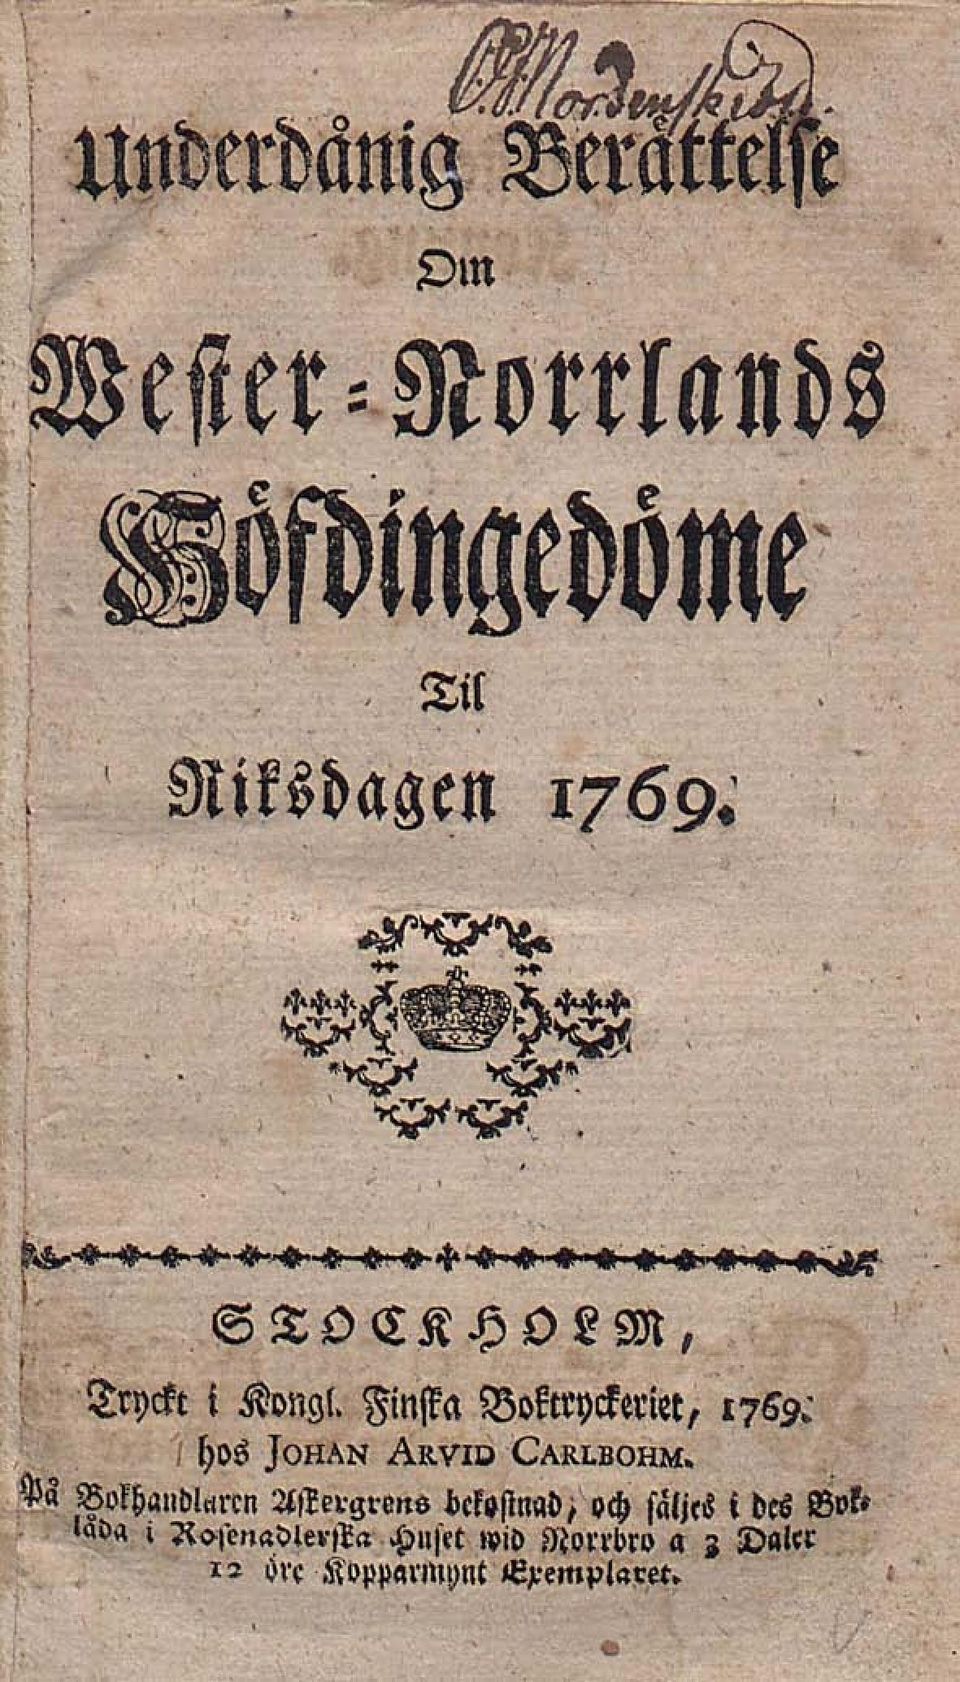 Underdånig Berättelse
Om
Wester-Norrlands
Höfdingedöme
Til
Riksdagen 1769.
STOCKHOLM,
Tryckt i Kongl. Finska Boktryckeriet, 1769.
hos JOHAN ARVID CARLBOHM.
På Bokhandlaren Askergrens bekostnad, och säljes i des Bok-
låda i Rosenadlerska Huset wid Norrbro a 3 Daler
12 öre Kopparmynt Exemplaret.